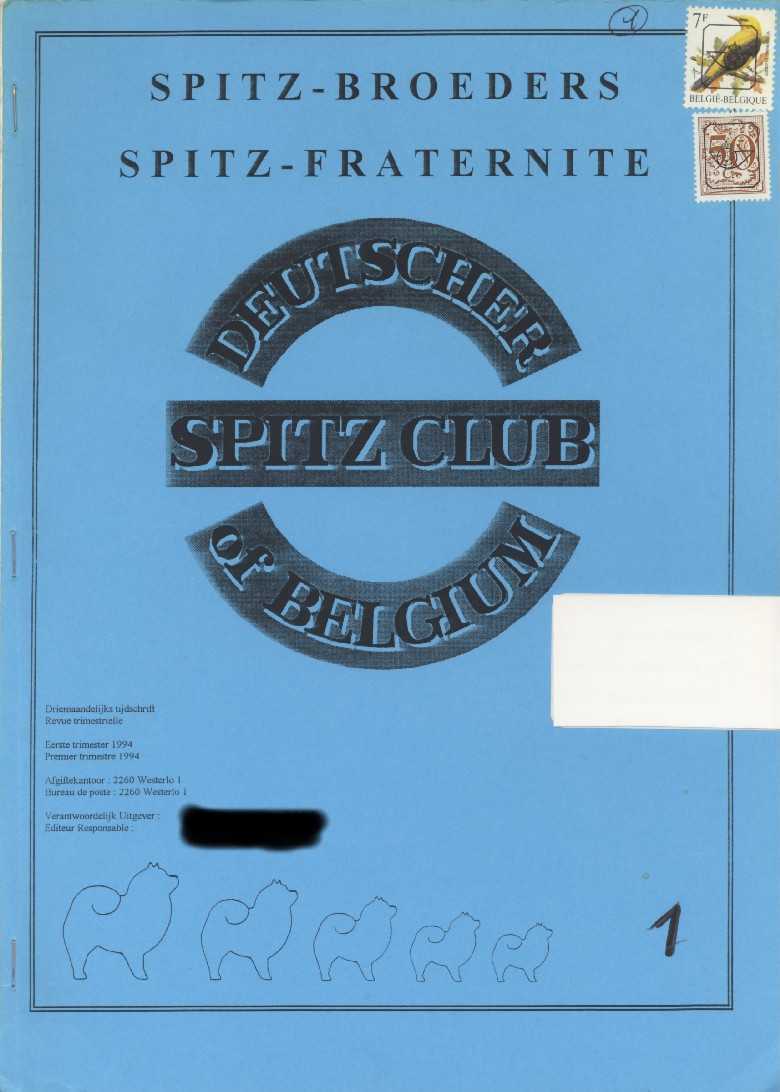 1
7F
BELGIË-BELGIQUE
50
SPITZ-BROEDERS
SPITZ-FRATERNITE
DEUTSCHER
SPITZ CLUB
of BELGIUM
Driemaandelijks tijdschrift
Revue trimestrielle
Eerste trimester 1994
Premier trimestre 1994
Afgiftekantoor : 2260 Westerlo 1
Bureau de poste : 2260 Westerlo 1
Verantwoordelijk Uitgever :
Editeur Responsable :
1